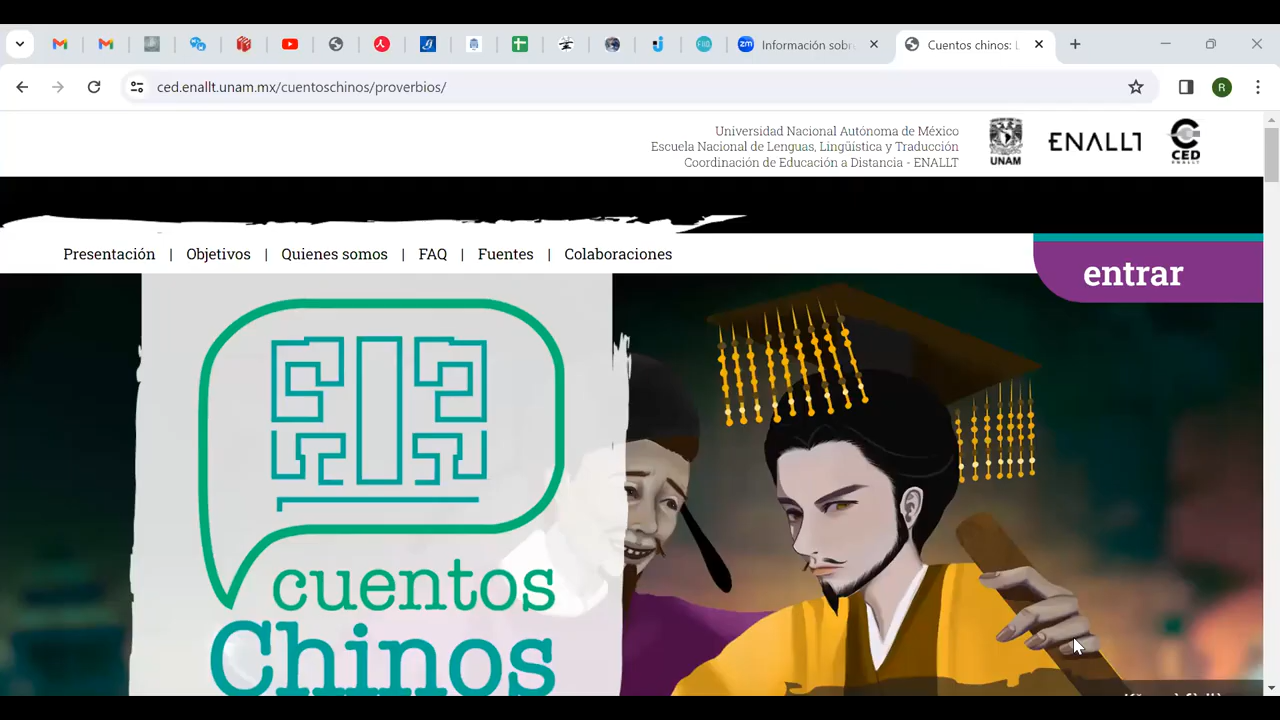 Información sobr
Cuentos chinos: L
ced.enallt.unam.mx/cuentoschinos/proverbios/
R
Universidad Nacional Autónoma de México
Escuela Nacional de Lenguas, Lingüística y Traducción
Coordinación de Educación a Distancia - ENALLT
UNAM
ENALLT
CED
ENALLT
Presentación | Objetivos | Quienes somos | FAQ | Fuentes | Colaboraciones
entrar
cuentos
Chinos